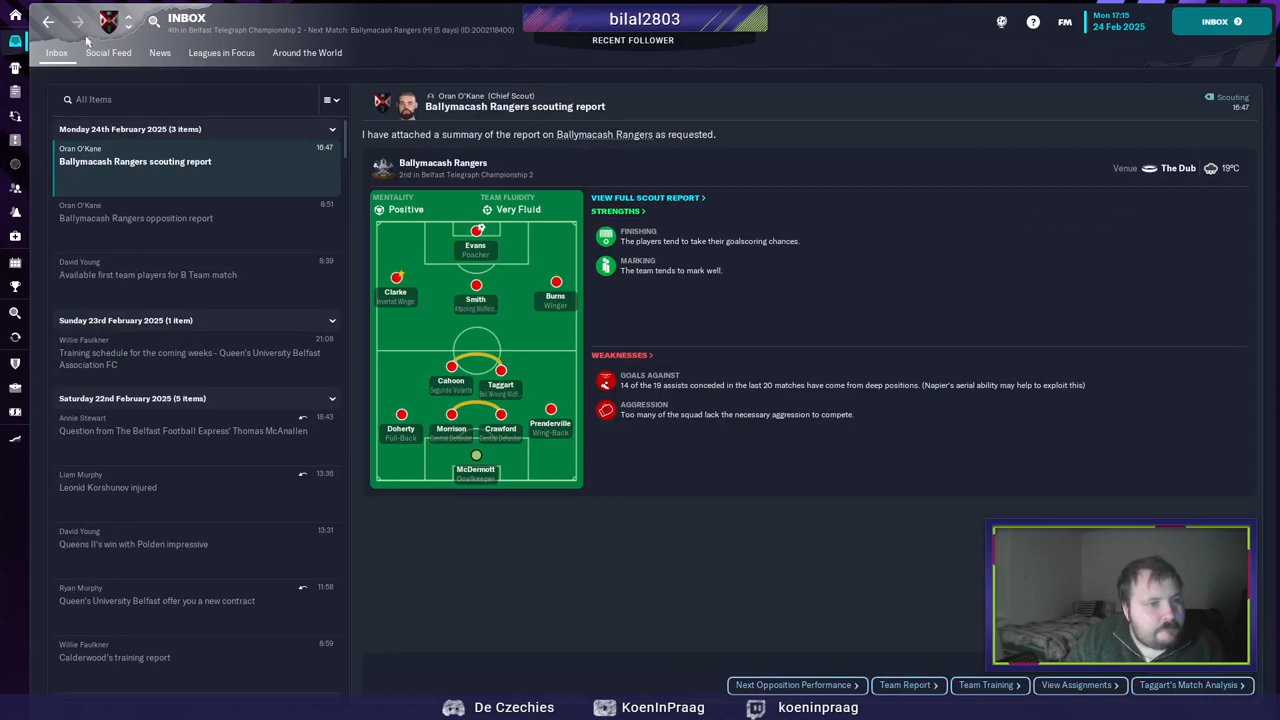 INBOX
4th in Belfast Telegraph Championship 2 - Next Match: Ballymacash Rangers (H) (5 days) (ID:2002118400)
bilal2803
RECENT FOLLOWER
FM
Mon 17:15
24 Feb 2025
INBOX
Inbox
Social Feed
News
Leagues in Focus
Around the World
All Items
Monday 24th February 2025 (3 items)
Oran O'Kane
16:47
Ballymacash Rangers scouting report
Oran O'Kane
8:51
Ballymacash Rangers opposition report
David Young
8:39
Available first team players for B Team match
Sunday 23rd February 2025 (1 item)
Willie Faulkner
21:08
Training schedule for the coming weeks - Queen's University Belfast
Association FC
Saturday 22nd February 2025 (5 items)
Annie Stewart
18:43
Question from The Belfast Football Express' Thomas McAnallen
Liam Murphy
13:36
Leonid Korshunov injured
David Young
13:31
Queens II's win with Polden impressive
Ryan Murphy
11:58
Queen's University Belfast offer you a new contract
Willie Faulkner
8:59
Calderwood's training report
Oran O'Kane (Chief Scout)
Ballymacash Rangers scouting report
Scouting
16:47
I have attached a summary of the report on Ballymacash Rangers as requested.
Ballymacash Rangers
2nd in Belfast Telegraph Championship 2
Venue
The Dub
19ºC
MENTALITY
Positive
TEAM FLUIDITY
Very Fluid
Evans
Poacher
Clarke
Inverted Winger
Smith
Attacking Midfield...
Burns
Winger
Cahoon
Segundo Volante
Taggart
Ball Winning Midf...
Doherty
Full-Back
Morrison
Central Defender
Crawford
Central Defender
Prenderville
Wing-Back
McDermott
Goalkeeper
VIEW FULL SCOUT REPORT
STRENGTHS
FINISHING
The players tend to take their goalscoring chances.
MARKING
The team tends to mark well.
WEAKNESSES
GOALS AGAINST
14 of the 19 assists conceded in the last 20 matches have come from deep positions. (Napier's aerial ability may help to exploit this)
AGGRESSION
Too many of the squad lack the necessary aggression to compete.
Next Opposition Performance
Team Report
Team Training
View Assignments
Taggart's Match Analysis
De Czechies
KoenInPraag
koeninpraag